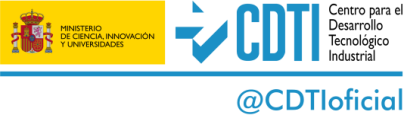 MINISTERIO
DE CIENCIA, INNOVACIÓN
Y UNIVERSIDADES
CDTI
Centro para el
Desarrollo
Tecnológico
Industrial
@CDTIoficial